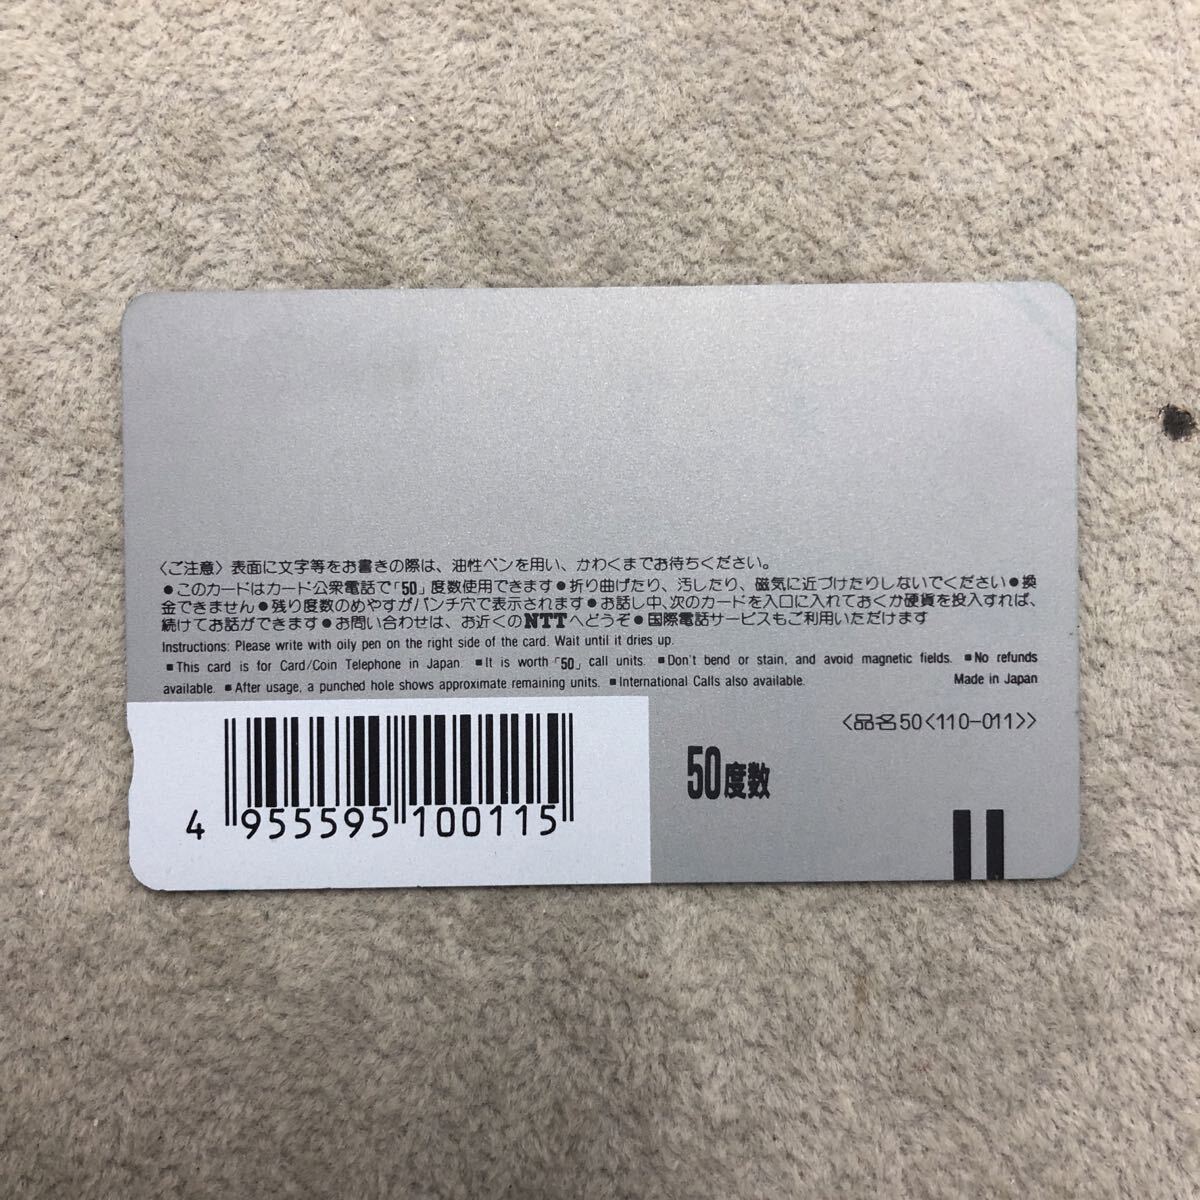 〈ご注意〉表面に文字等をお書きの際は、油性ペンを用い、かわくまでお待ちください。
●このカードはカード公衆電話で「50」度数使用できます●折り曲げたり、汚したり、磁気に近づけたりしないでください●換
金できません●残り度数のめやすがパンチ穴で表示されます●お話し中、次のカードを入口に入れておくか硬貨を投入すれば、
続けてお話ができます●お問い合わせは、お近くのNTTへどうぞ●国際電話サービスもご利用いただけます
Instructions: Please write with oily pen on the right side of the card. Wait until it dries up.
■This card is for Card/Coin Telephone in Japan. ■It is worth「50」call units. ■Don't bend or stain, and avoid magnetic fields. ■No refunds
available. ■After usage, a punched hole shows approximate remaining units. ■International Calls also available. Made in Japan
〈品名50〈110-011〉〉
50度数
4 955595 100115